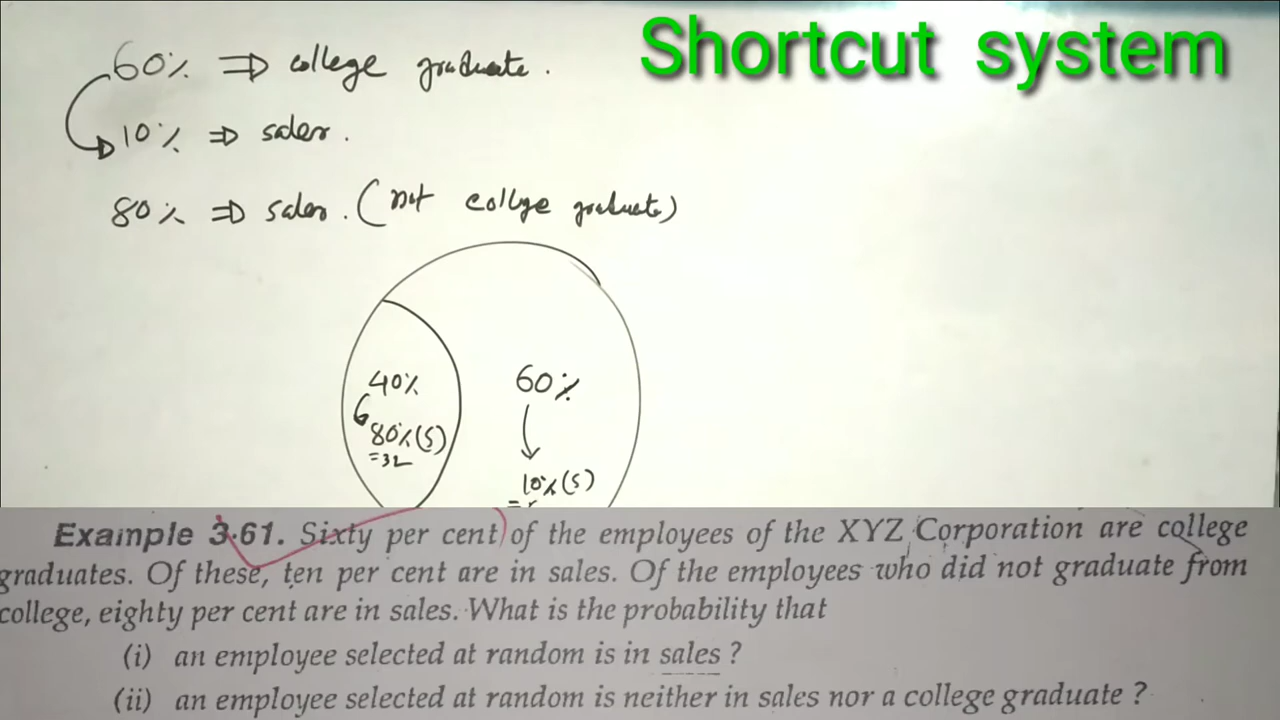 Shortcut system
60% ⇒ college graduate.
10% ⇒ sales.
80% ⇒ sales. (not college graduate)
40%
60%
80%(S)
=32
10%(S)
Example 3·61. Sixty per cent of the employees of the XYZ Corporation are college
graduates. Of these, ten per cent are in sales. Of the employees who did not graduate from
college, eighty per cent are in sales. What is the probability that
(i) an employee selected at random is in sales ?
(ii) an employee selected at random is neither in sales nor a college graduate ?